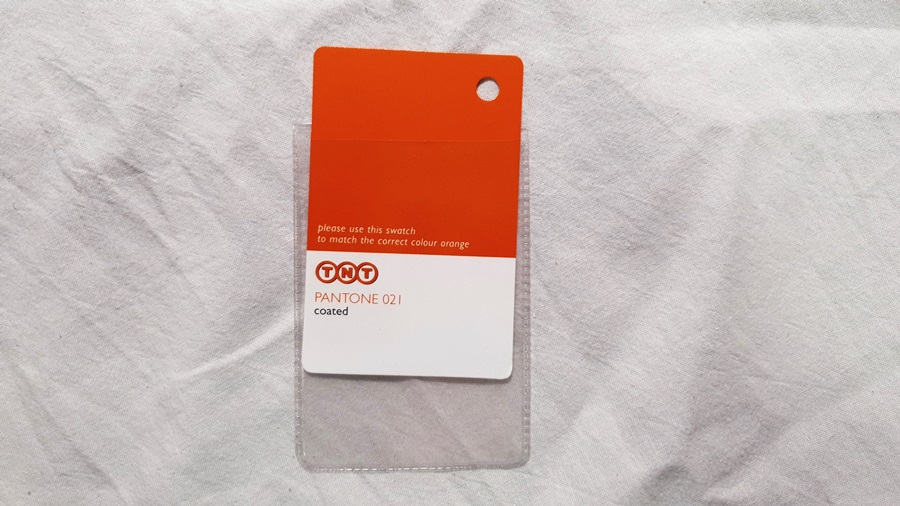 please use this swatch
to match the correct colour orange
TNT
PANTONE 021
coated